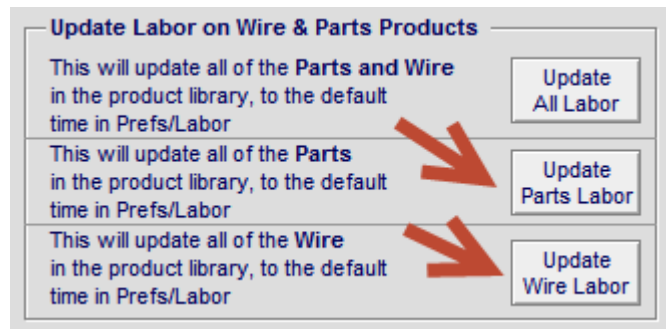 Update Labor on Wire & Parts Products
This will update all of the Parts and Wire
in the product library, to the default
time in Prefs/Labor
Update
All Labor
This will update all of the Parts
in the product library, to the default
time in Prefs/Labor
Update
Parts Labor
This will update all of the Wire
in the product library, to the default
time in Prefs/Labor
Update
Wire Labor